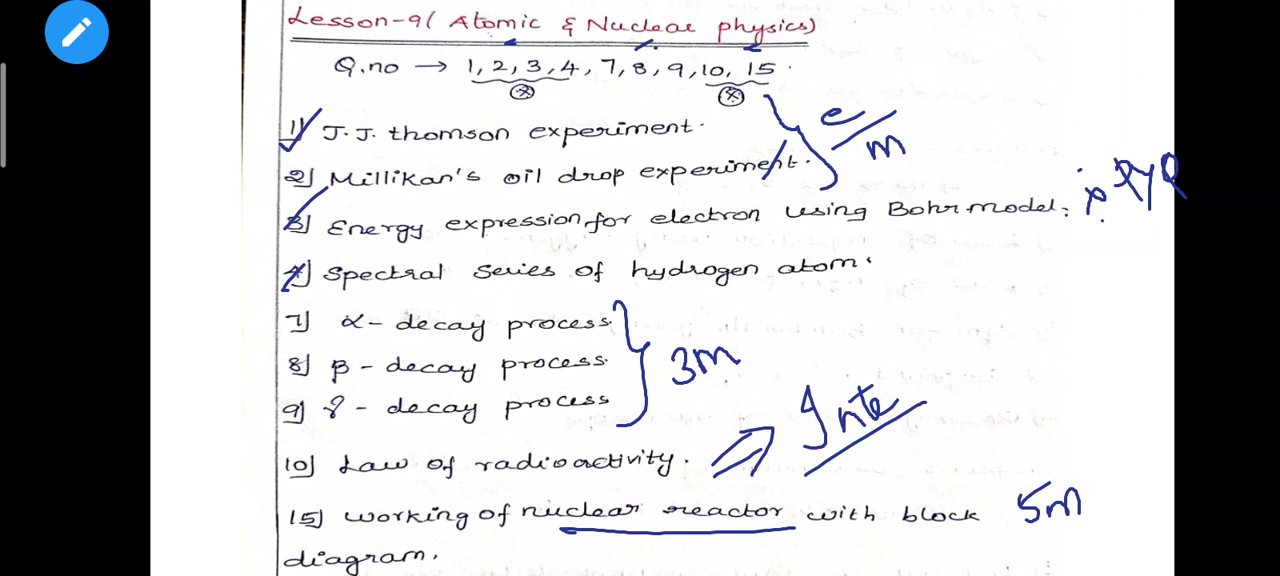 Lesson-9( Atomic & Nuclear physics)
Q.no → 1, 2, 3, 4, 7, 8, 9, 10, 15.
1) J.J. thomson experiment.
e/m
2) Millikan's oil drop experiment.
3) Energy expression for electron using Bohr model.
4) Spectral Series of hydrogen atom.
7) α - decay process.
8) β - decay process.
3m
9) γ - decay process
Inte
10) Law of radioactivity.
15) working of nuclear reactor with block 5m
diagram.